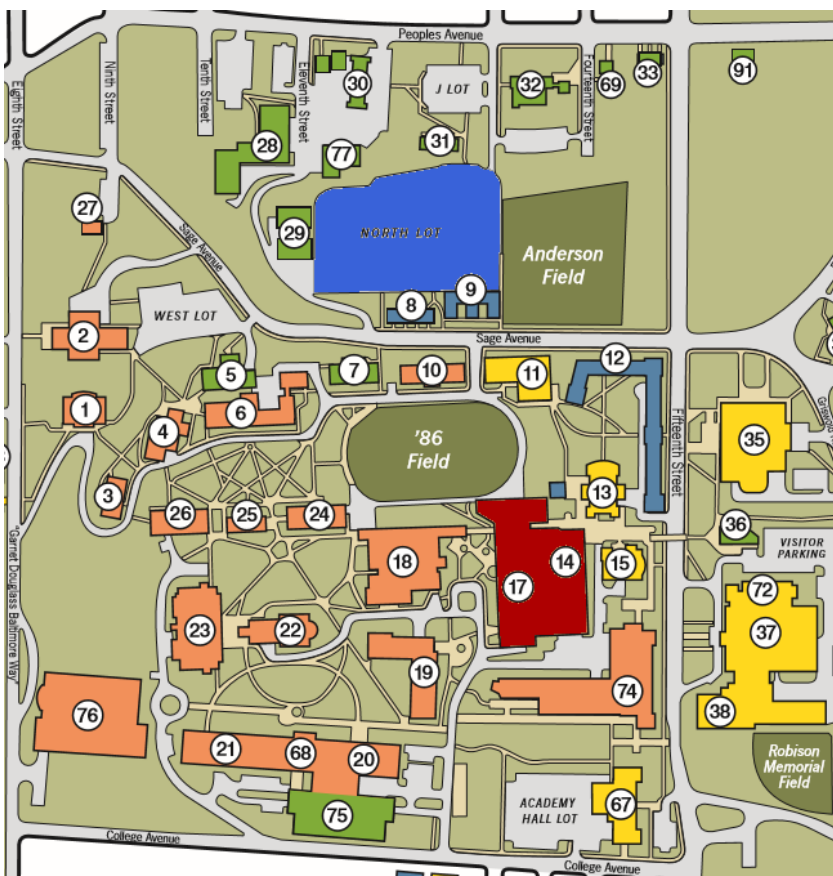 Peoples Avenue
Eighth Street
Ninth Street
Tenth Street
Eleventh Street
Fourteenth Street
30
J LOT
32
69
33
91
28
77
31
27
Sage Avenue
29
NORTH LOT
Anderson
Field
9
8
WEST LOT
2
Sage Avenue
12
5
7
10
11
1
6
4
'86
Field
Fifteenth Street
35
Griswold
3
13
26
25
24
36
VISITOR
PARKING
18
14
15
17
72
23
22
37
"Garnet Douglass Baltimore Way"
19
74
76
38
21
68
20
Robison
Memorial
Field
75
ACADEMY
HALL LOT
67
College Avenue
College Avenue